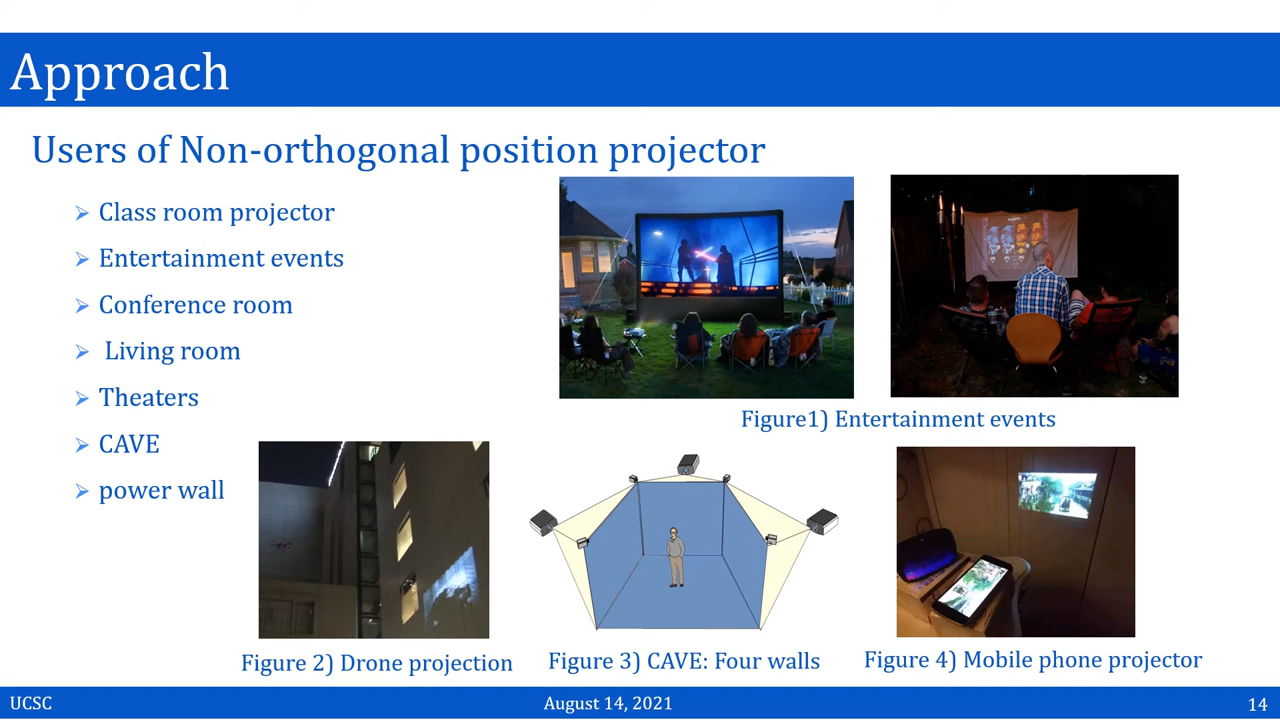 Approach
Users of Non-orthogonal position projector
Class room projector
Entertainment events
Conference room
Living room
Theaters
CAVE
power wall
Figure1) Entertainment events
Figure 2) Drone projection
Figure 3) CAVE: Four walls
Figure 4) Mobile phone projector
UCSC
August 14, 2021
14